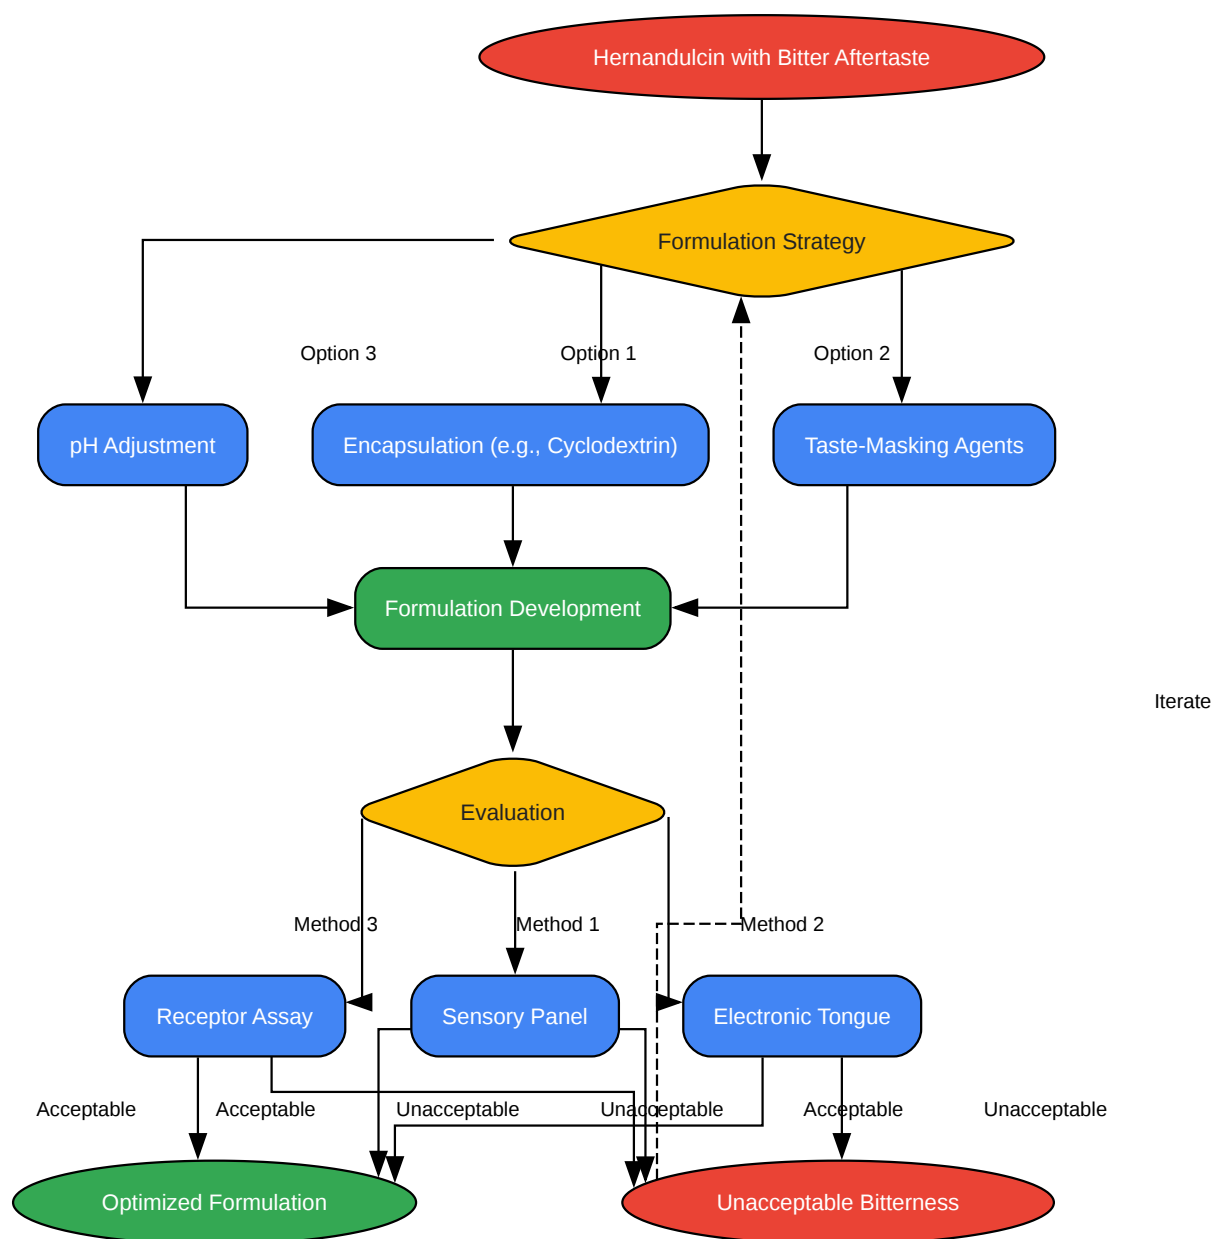 Hernandulcin with Bitter Aftertaste
Formulation Strategy
Option 3
Option 1
Option 2
pH Adjustment
Encapsulation (e.g., Cyclodextrin)
Taste-Masking Agents
Formulation Development
Iterate
Evaluation
Method 3
Method 1
Method 2
Receptor Assay
Sensory Panel
Electronic Tongue
Acceptable
Acceptable
Unacceptable
Unacceptable
Acceptable
Unacceptable
Optimized Formulation
Unacceptable Bitterness